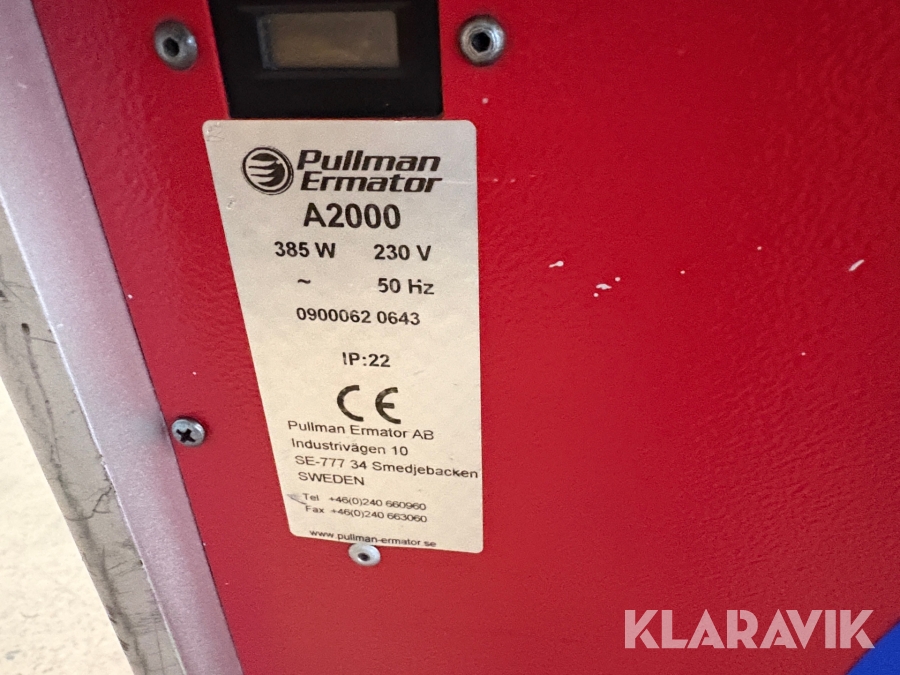 Pullman
Ermator
A2000
385 W 230 V
~ 50 Hz
0900062 0643
IP:22
CE
Pullman Ermator AB
Industrivägen 10
SE-777 34 Smedjebacken
SWEDEN
Tel +46(0)240 660960
Fax +46(0)240 663060
www.pullman-ermator.se
KLARAVIK